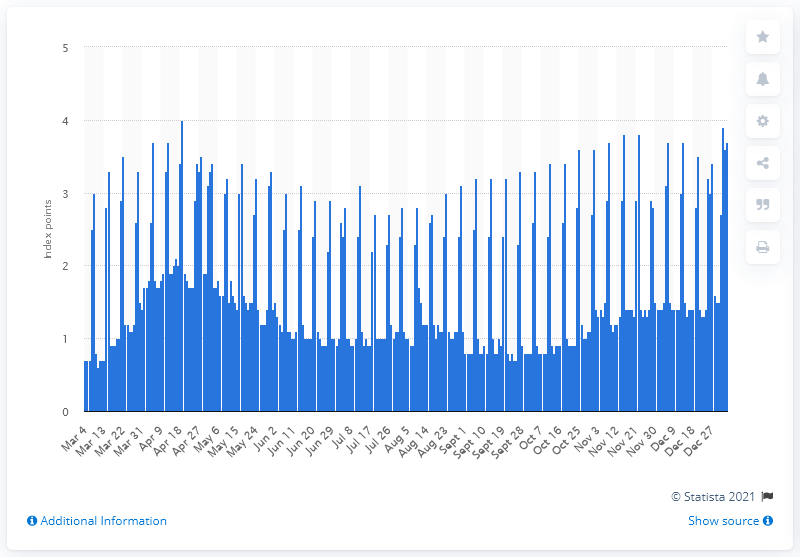 5
4
3
2
1
0
Index points
Mar 4
Mar 13
Mar 22
Mar 31
Apr 9
Apr 18
Apr 27
May 6
May 15
May 24
Jun 2
Jun 11
Jun 20
Jun 29
Jul 8
Jul 17
Jul 26
Aug 5
Aug 14
Aug 23
Sept 1
Sept 10
Sept 19
Sept 28
Oct 7
Oct 16
Oct 25
Nov 3
Nov 12
Nov 21
Nov 30
Dec 9
Dec 18
Dec 27
© Statista 2021
Additional Information
Show source